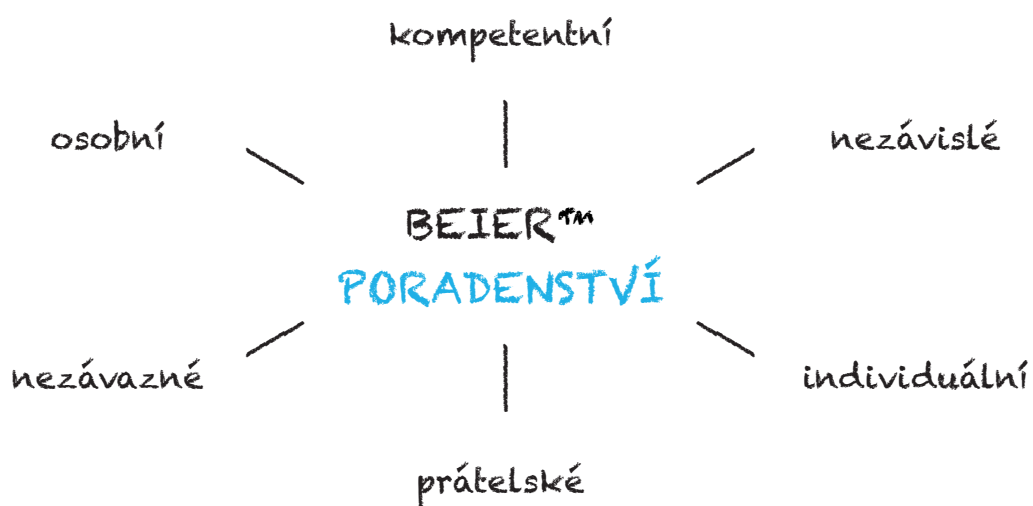 kompetentní
osobní
nezávislé
BEIER™
PORADENSTVÍ
nezávazné
individuální
prátelské